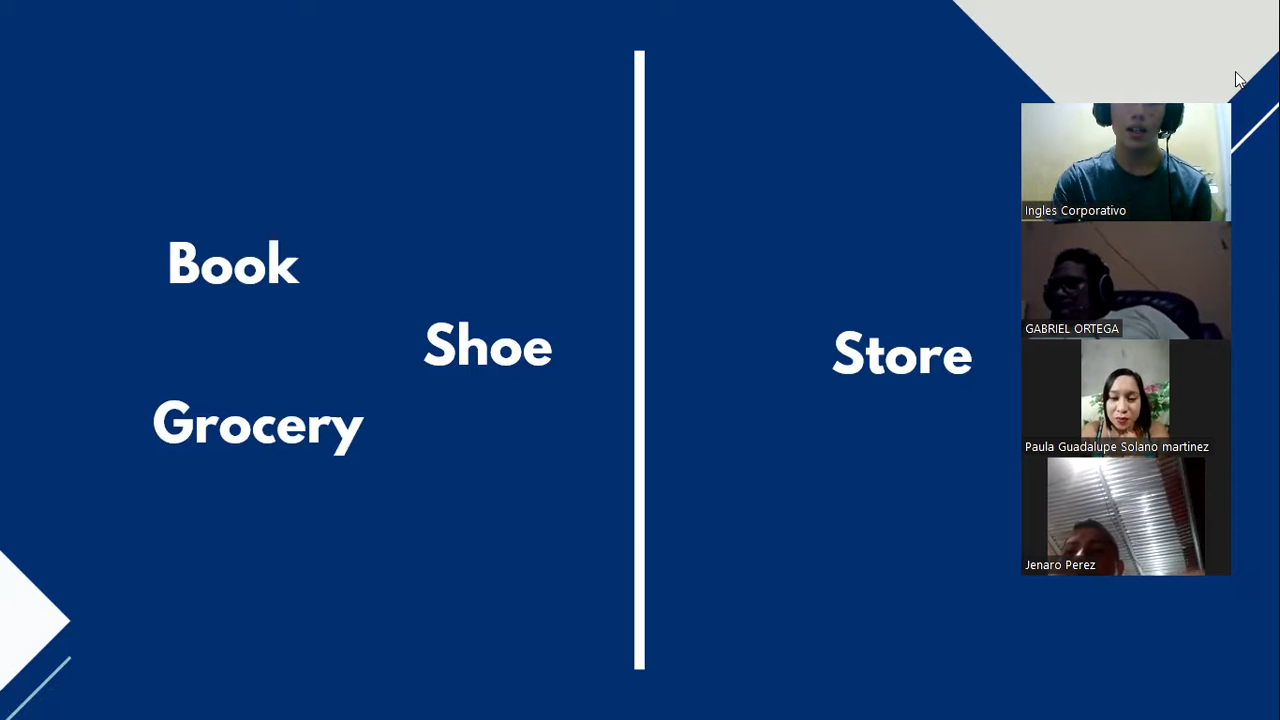 Book
Shoe
Grocery
Store
Ingles Corporativo
GABRIEL ORTEGA
Paula Guadalupe Solano martinez
Jenaro Perez